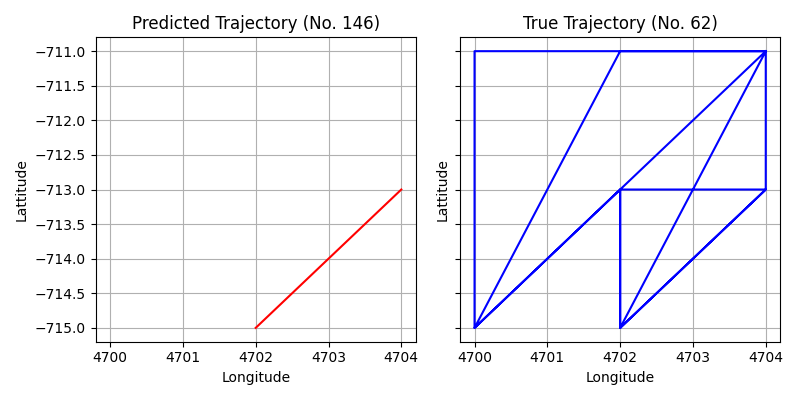 Predicted Trajectory (No. 146)
True Trajectory (No. 62)
Lattitude
−711.0
−711.5
−712.0
−712.5
−713.0
−713.5
−714.0
−714.5
−715.0
4700 4701 4702 4703 4704
Longitude
Lattitude
4700 4701 4702 4703 4704
Longitude